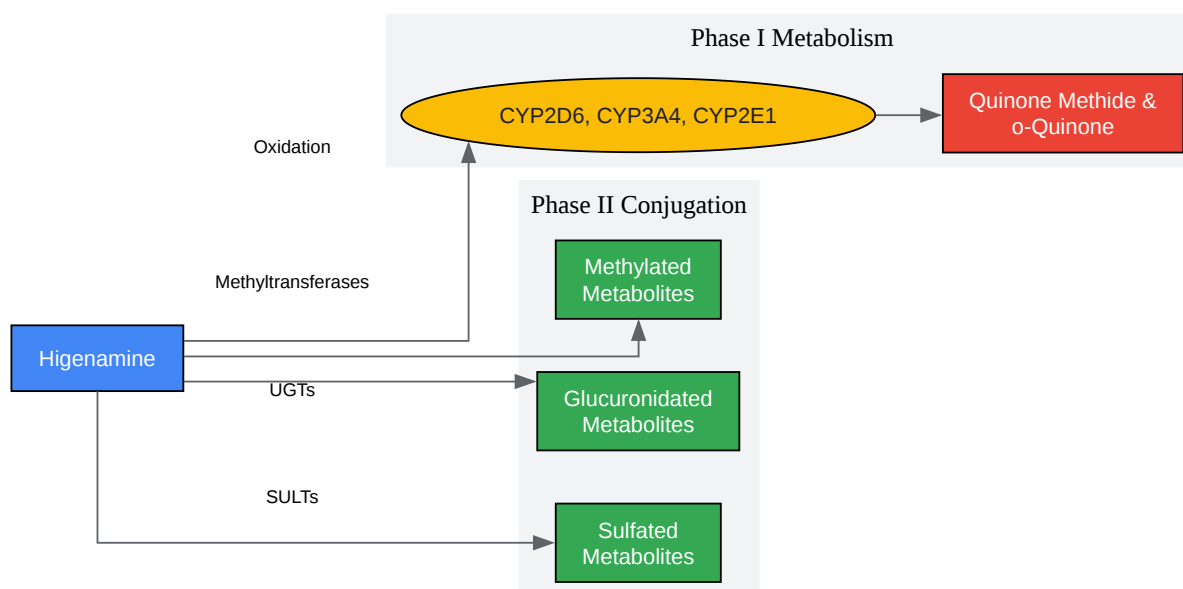 Phase I Metabolism
CYP2D6, CYP3A4, CYP2E1
Quinone Methide &
o-Quinone
Oxidation
Phase II Conjugation
Methylated
Metabolites
Methyltransferases
Higenamine
UGTs
Glucuronidated
Metabolites
SULTs
Sulfated
Metabolites